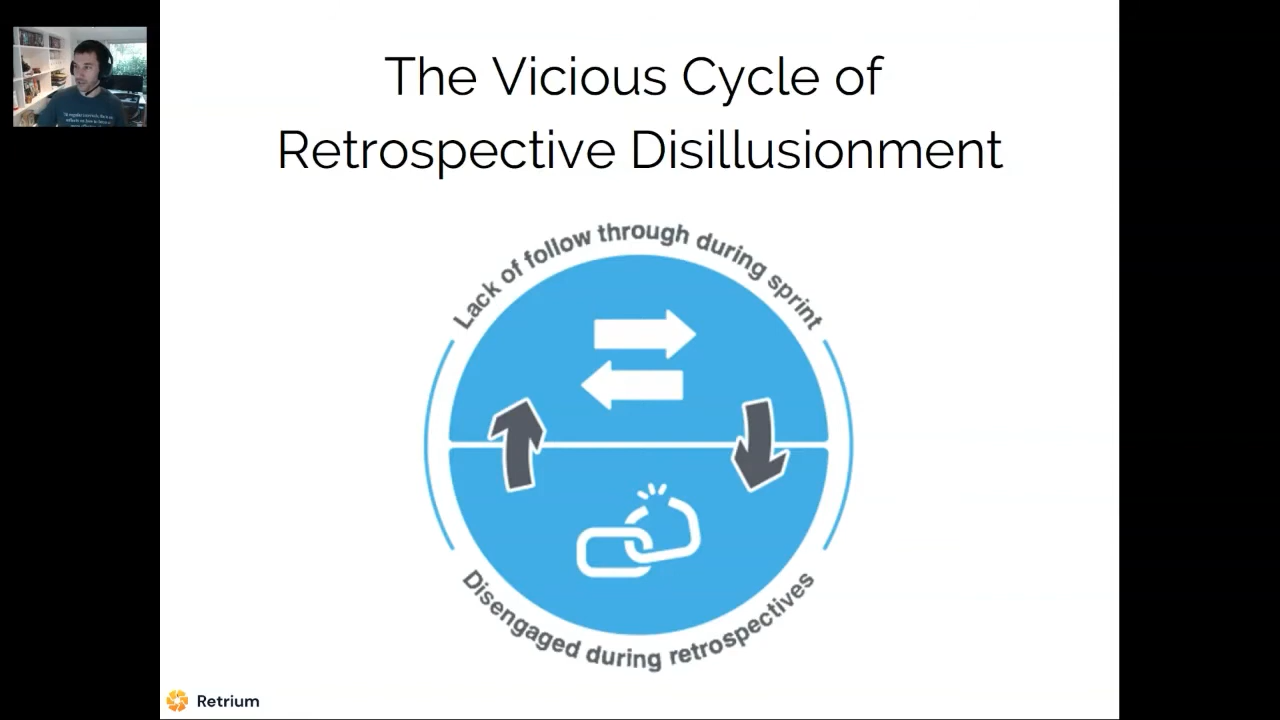 The Vicious Cycle of
Retrospective Disillusionment
Lack of follow through during sprint
Disengaged during retrospectives
Retrium